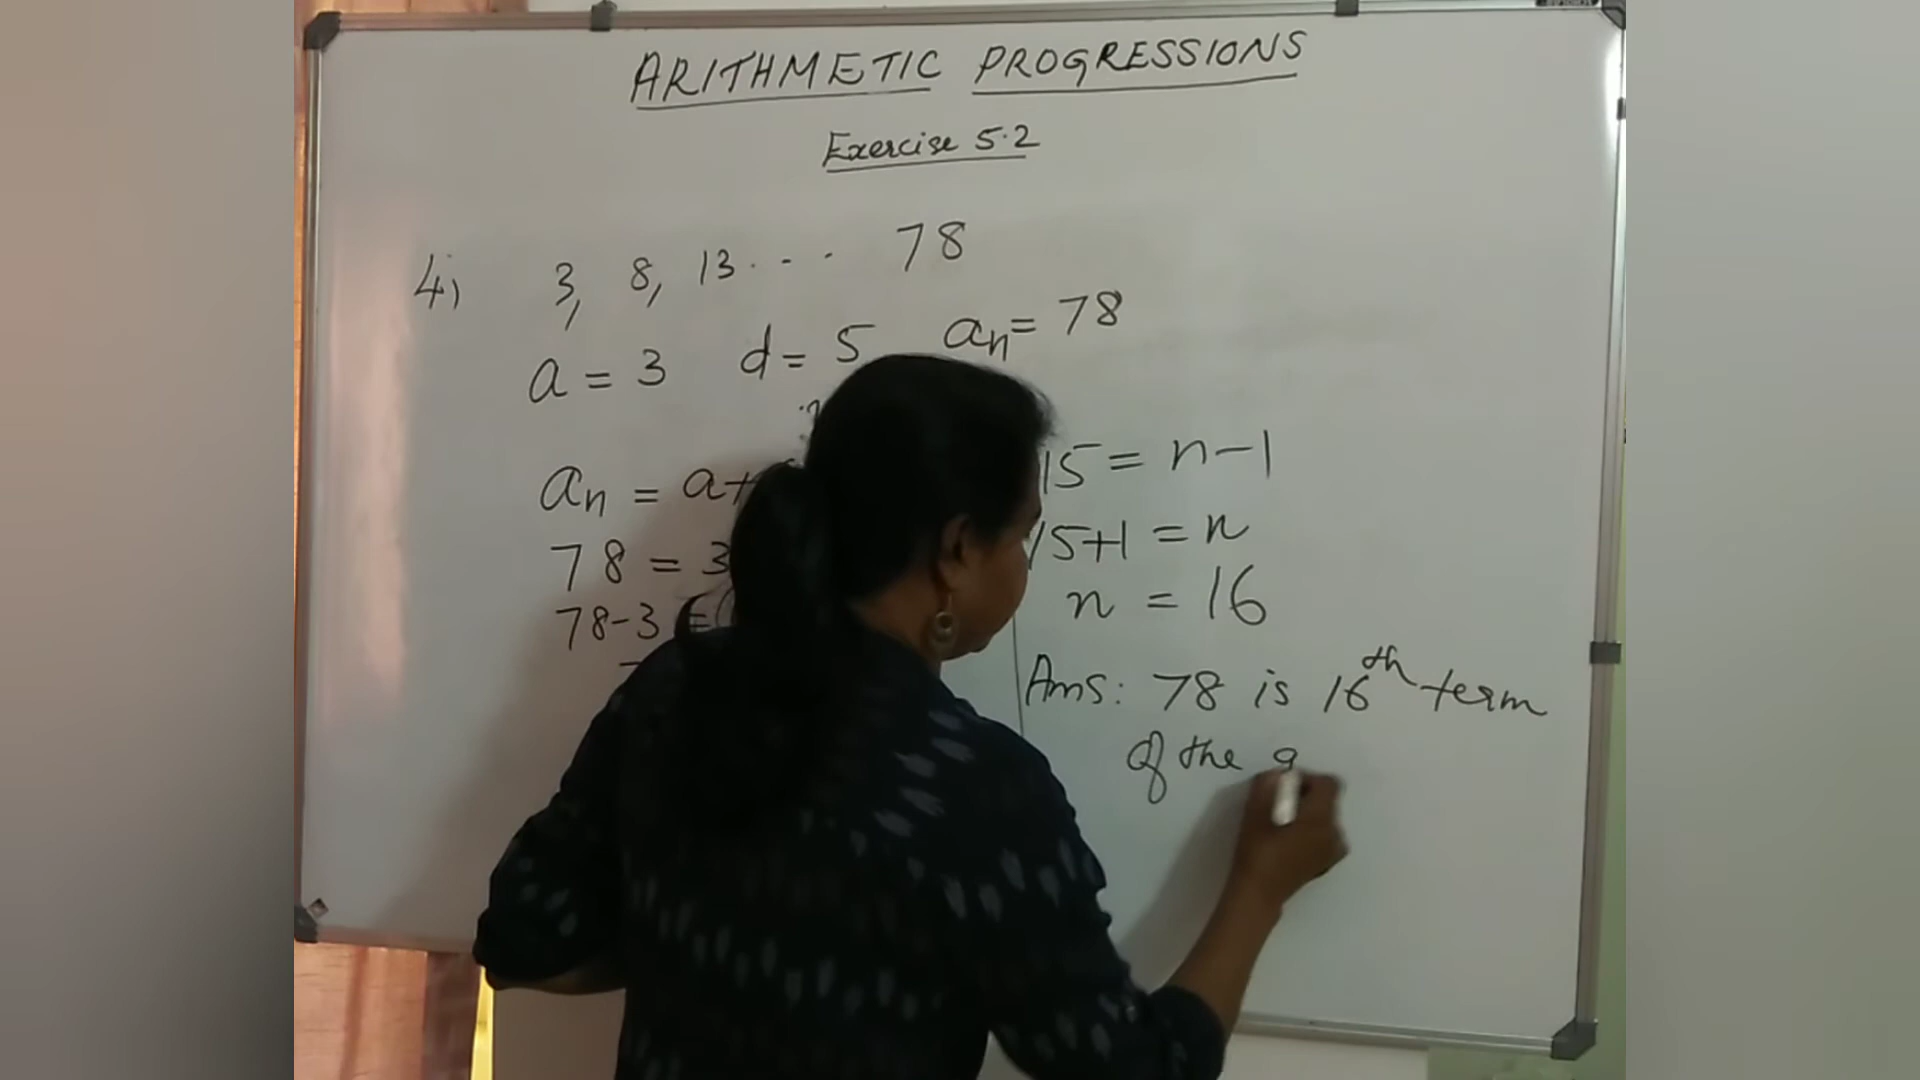 ARITHMETIC PROGRESSIONS
Exercise 5.2
4) 3, 8, 13 . . . 78
a = 3 d = 5 an = 78
an = a+
78 = 3
78-3 =
15 = n-1
15+1 = n
n = 16
Ans: 78 is 16th term
of the